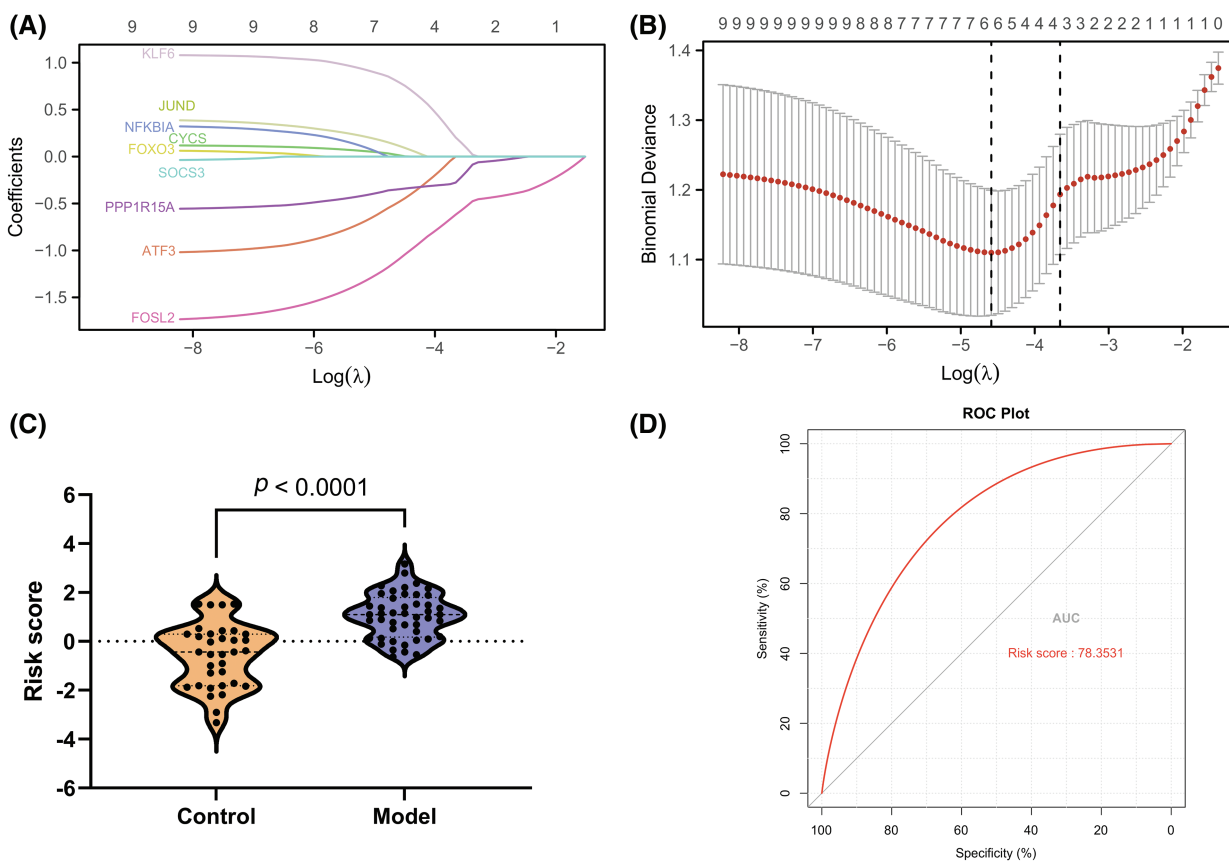 (A)
9 9 9 8 7 4 2 1
Coefficients
1.0
0.5
0.0
−0.5
−1.0
−1.5
KLF6
JUND
NFKBIA
CYCS
FOXO3
SOCS3
PPP1R15A
ATF3
FOSL2
−8 −6 −4 −2
Log(λ)
(B)
9 9 9 9 9 9 9 9 9 8 8 8 7 7 7 7 7 7 6 6 5 4 4 4 3 3 2 2 2 1 1 1 1 1 0
Binomial Deviance
1.4
1.3
1.2
1.1
−8 −7 −6 −5 −4 −3 −2
Log(λ)
(C)
p < 0.0001
Risk score
6
4
2
0
-2
-4
-6
Control Model
(D)
ROC Plot
Sensitivity (%)
100
80
60
40
20
0
AUC
Risk score : 78.3531
100 80 60 40 20 0
Specificity (%)